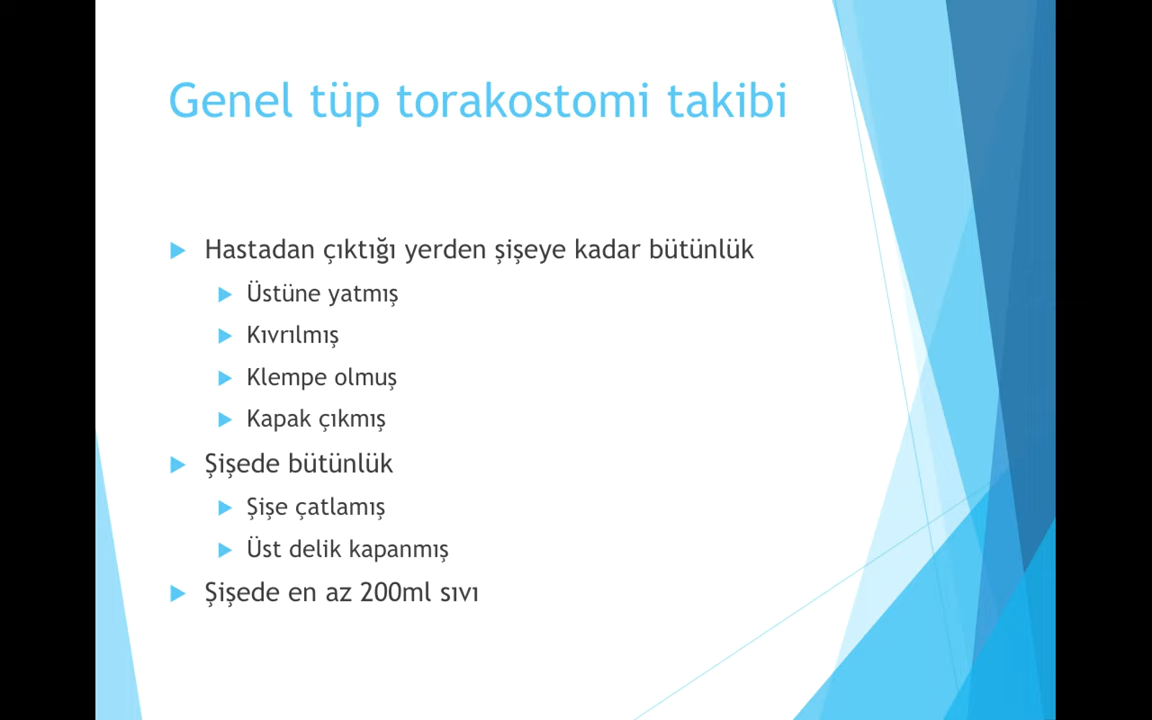 Genel tüp torakostomi takibi
Hastadan çıktığı yerden şişeye kadar bütünlük
Üstüne yatmış
Kıvrılmış
Klempe olmuş
Kapak çıkmış
Şişede bütünlük
Şişe çatlamış
Üst delik kapanmış
Şişede en az 200ml sıvı